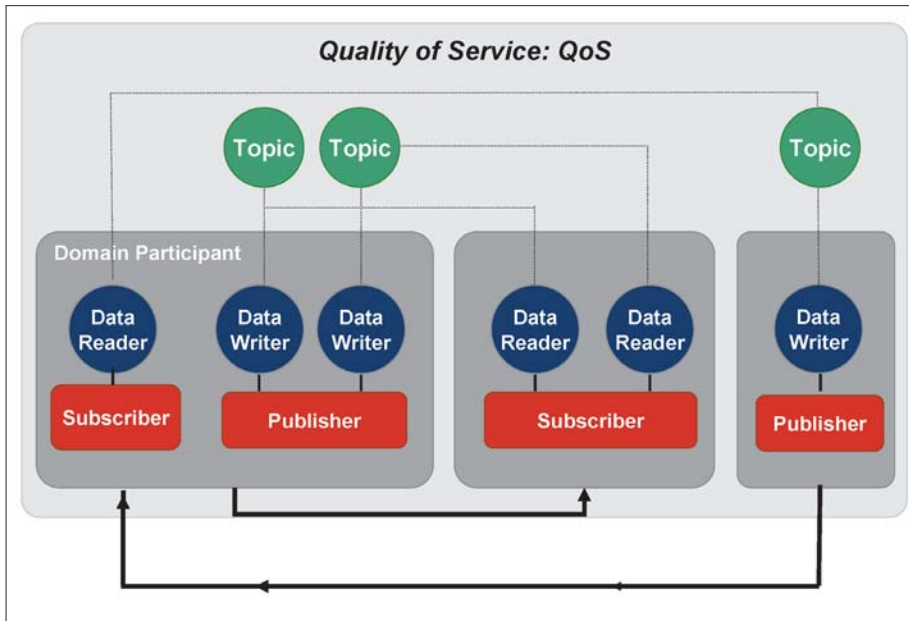 Quality of Service: QoS
Topic
Topic
Topic
Domain Participant
Data
Reader
Data
Writer
Data
Writer
Data
Reader
Data
Reader
Data
Writer
Subscriber
Publisher
Subscriber
Publisher